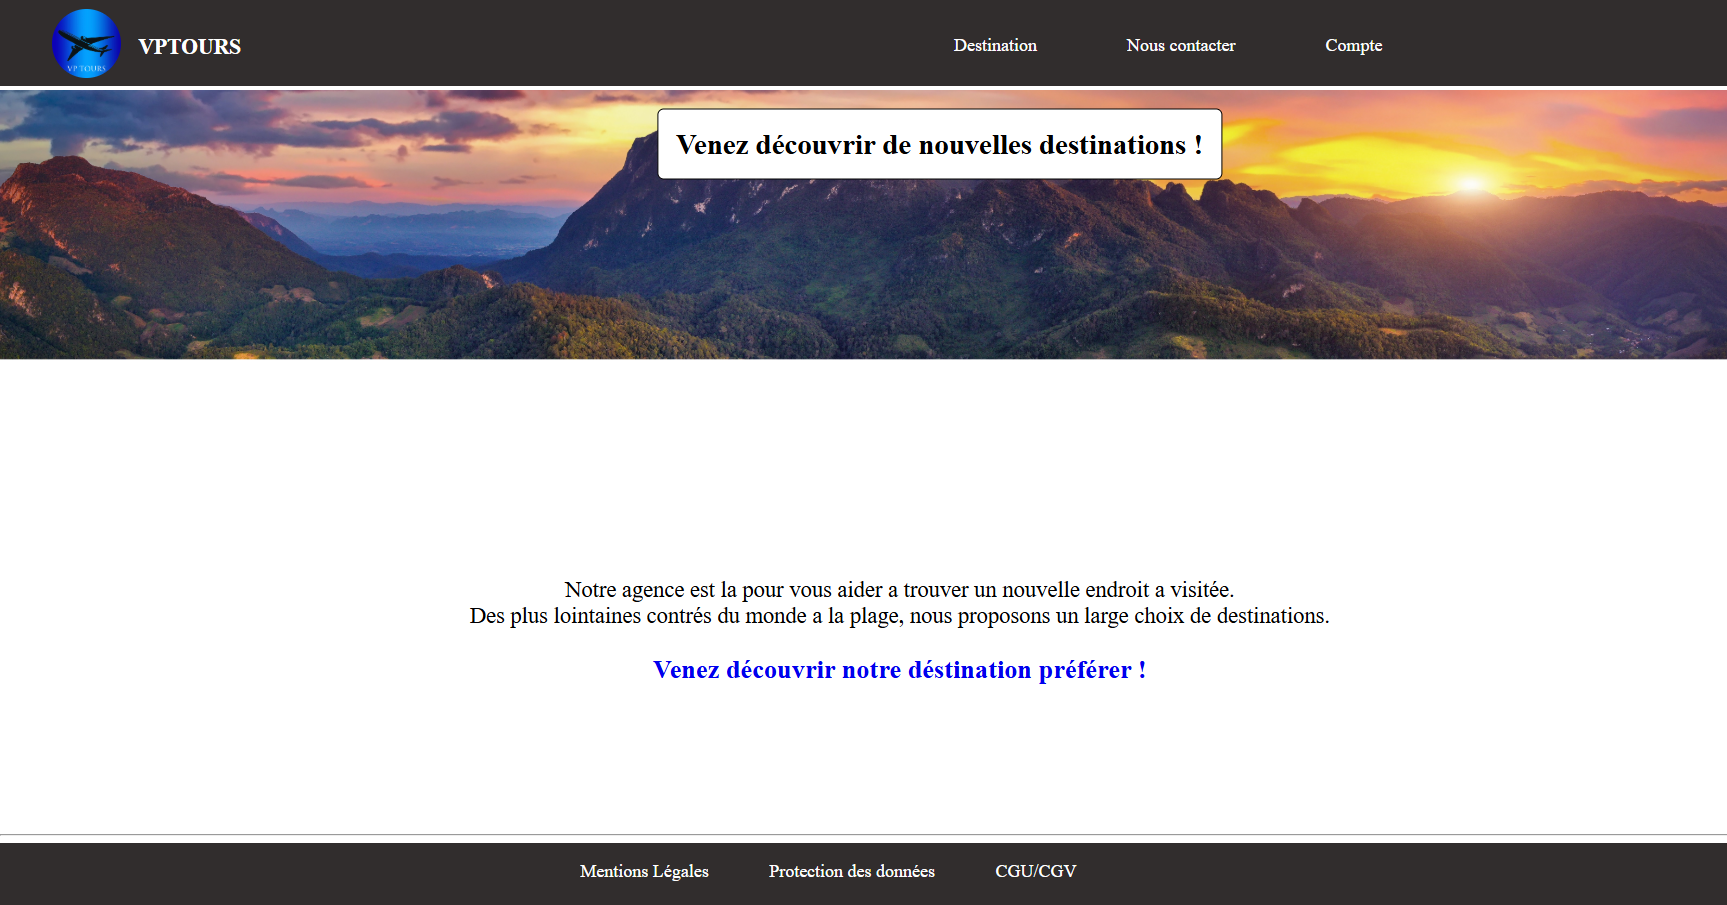 VP TOURS
VPTOURS
Destination
Nous contacter
Compte
Venez découvrir de nouvelles destinations !
Notre agence est la pour vous aider a trouver un nouvelle endroit a visitée.
Des plus lointaines contrés du monde a la plage, nous proposons un large choix de destinations.
Venez découvrir notre déstination préférer !
Mentions Légales
Protection des données
CGU/CGV